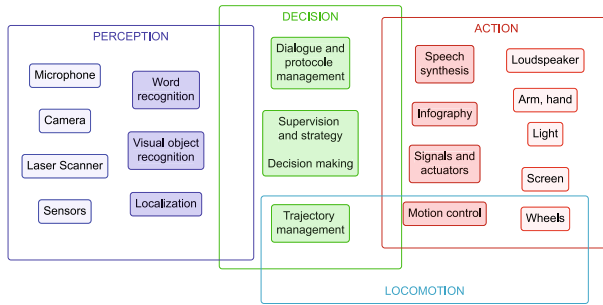 DECISION
PERCEPTION
ACTION
Microphone
Camera
Laser Scanner
Sensors
Word
recognition
Visual object
recognition
Localization
Dialogue and
protocole
management
Supervision
and strategy
Decision making
Trajectory
management
Speech
synthesis
Infography
Signals and
actuators
Motion control
Loudspeaker
Arm, hand
Light
Screen
Wheels
LOCOMOTION